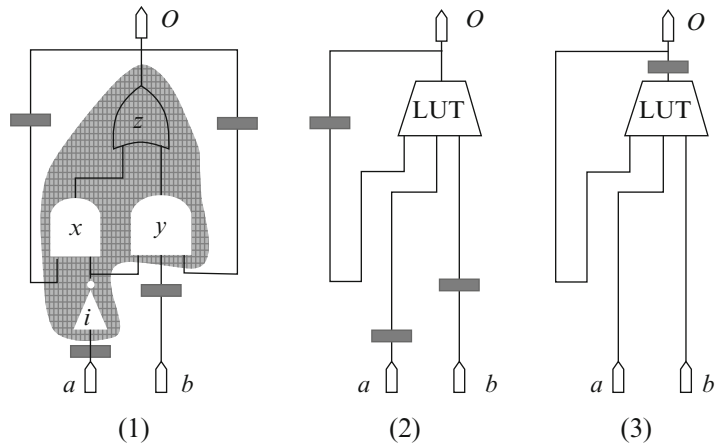 O O O
z LUT LUT
x y
i
a b a b a b
(1) (2) (3)